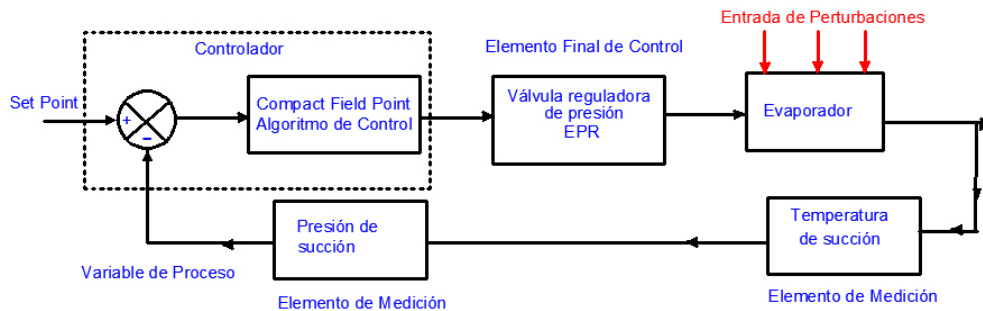 Entrada de Perturbaciones
Controlador
Elemento Final de Control
Set Point
+
−
Compact Field Point
Algoritmo de Control
Válvula reguladora
de presión
EPR
Evaporador
Presión de
succión
Temperatura
de succión
Variable de Proceso
Elemento de Medición
Elemento de Medición